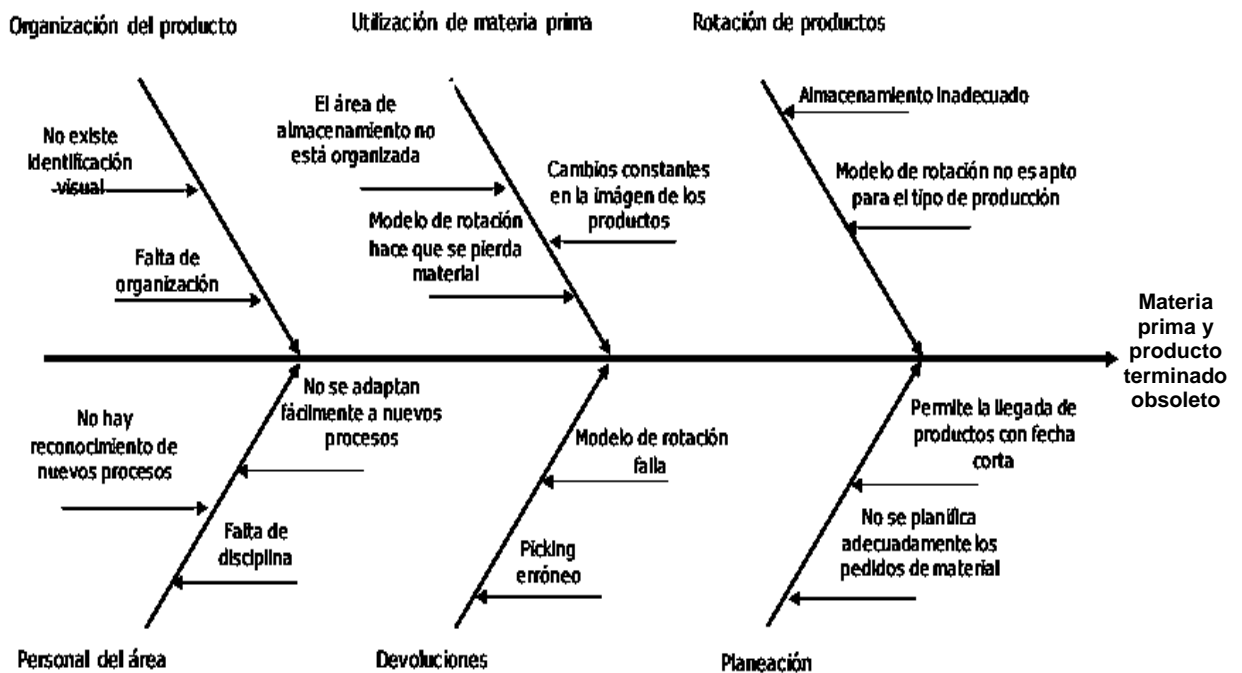 Organización del producto
Utilización de materia prima
Rotación de productos
No existe
identificación
visual
Falta de
organización
El área de
almacenamiento no
está organizada
Cambios constantes
en la imágen de los
productos
Modelo de rotación
hace que se pierda
material
Almacenamiento inadecuado
Modelo de rotación no es apto
para el tipo de producción
Materia
prima y
producto
terminado
obsoleto
No se adaptan
fácilmente a nuevos
procesos
No hay
reconocimiento de
nuevos procesos
Falta de
disciplina
Modelo de rotación
falla
Picking
erróneo
Permite la llegada de
productos con fecha
corta
No se planifica
adecuadamente los
pedidos de material
Personal del área
Devoluciones
Planeación